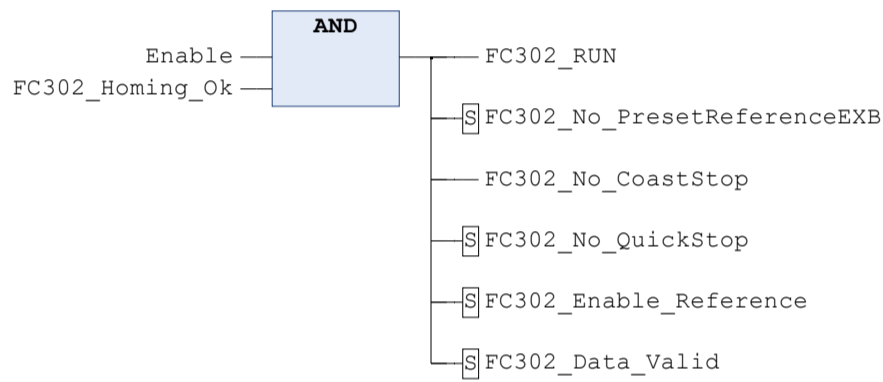 AND
Enable
FC302_RUN
FC302_Homing_Ok
S FC302_No_PresetReferenceEXB
FC302_No_CoastStop
S FC302_No_QuickStop
S FC302_Enable_Reference
S FC302_Data_Valid